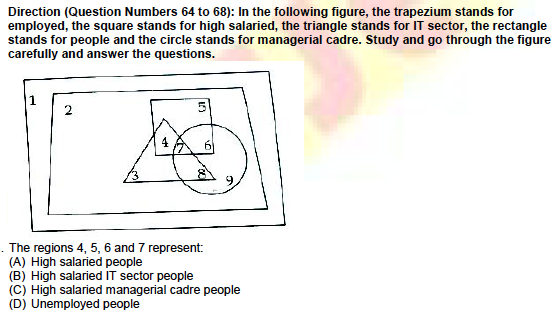 Direction (Question Numbers 64 to 68): In the following figure, the trapezium stands for
employed, the square stands for high salaried, the triangle stands for IT sector, the rectangle
stands for people and the circle stands for managerial cadre. Study and go through the figure
carefully and answer the questions.
1
2
5
4 7 6
3
8
9
. The regions 4, 5, 6 and 7 represent:
(A) High salaried people
(B) High salaried IT sector people
(C) High salaried managerial cadre people
(D) Unemployed people